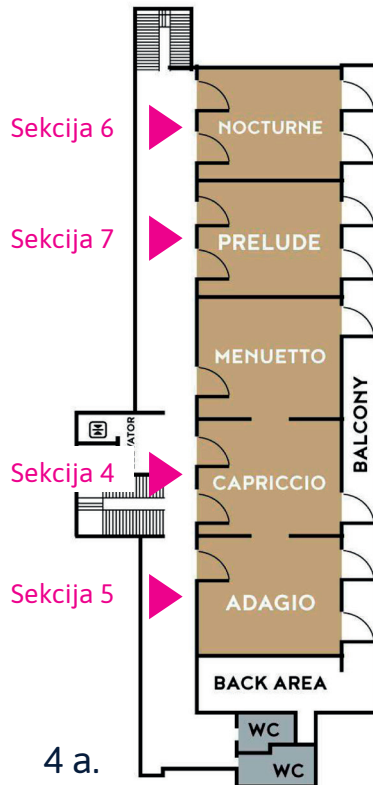 Sekcija 6
NOCTURNE
Sekcija 7
PRELUDE
MENUETTO
BALCONY
VATOR
Sekcija 4
CAPRICCIO
Sekcija 5
ADAGIO
BACK AREA
WC
WC
4 a.